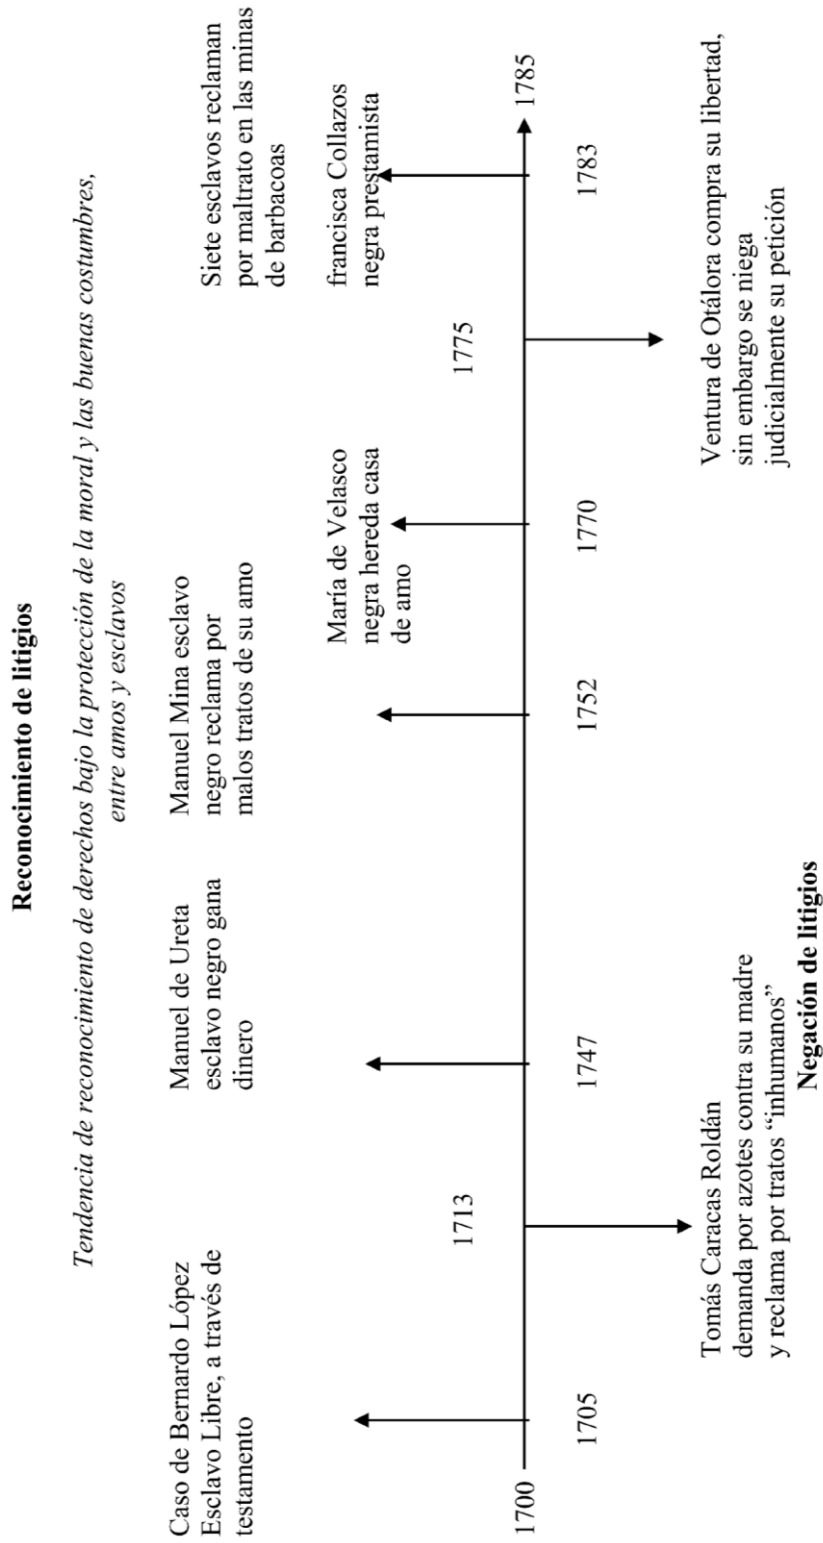 Reconocimiento de litigios
Tendencia de reconocimiento de derechos bajo la protección de la moral y las buenas costumbres,
entre amos y esclavos
Caso de Bernardo López
Esclavo Libre, a través de
testamento
Manuel de Ureta
esclavo negro gana
dinero
Manuel Mina esclavo
negro reclama por
malos tratos de su amo
María de Velasco
negra hereda casa
de amo
Siete esclavos reclaman
por maltrato en las minas
de barbacoas
francisca Collazos
negra prestamista
1713
1775
1700
1785
1705
1747
1752
1770
1783
Tomás Caracas Roldán
demanda por azotes contra su madre
y reclama por tratos “inhumanos”
Ventura de Otálora compra su libertad,
sin embargo se niega
judicialmente su petición
Negación de litigios